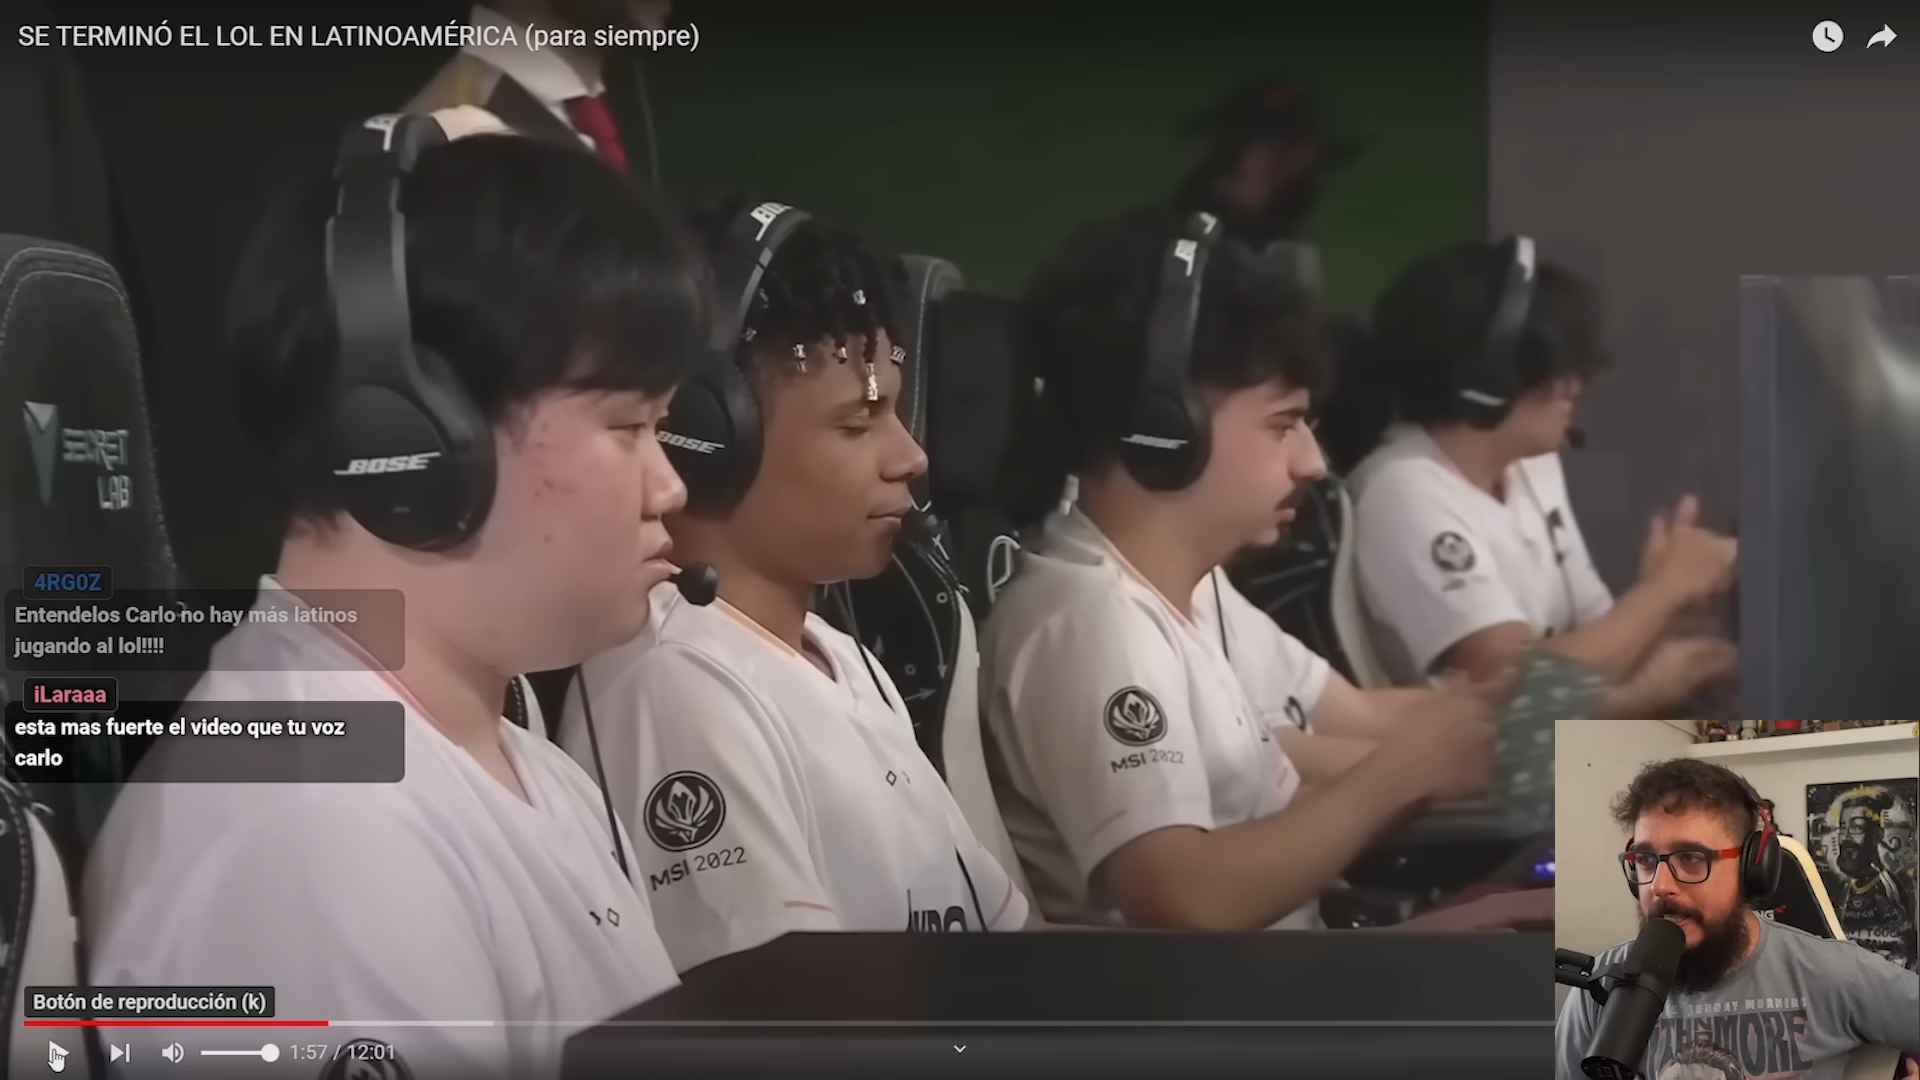 SE TERMINÓ EL LOL EN LATINOAMÉRICA (para siempre)
BOSE
BOSE
BOSE
SECRET
LAB
4RG0Z
Entendelos Carlo no hay más latinos
jugando al lol!!!!
iLaraaa
esta mas fuerte el video que tu voz
carlo
MSI 2022
MSI 2022
Botón de reproducción (k)
1:57 / 12:01